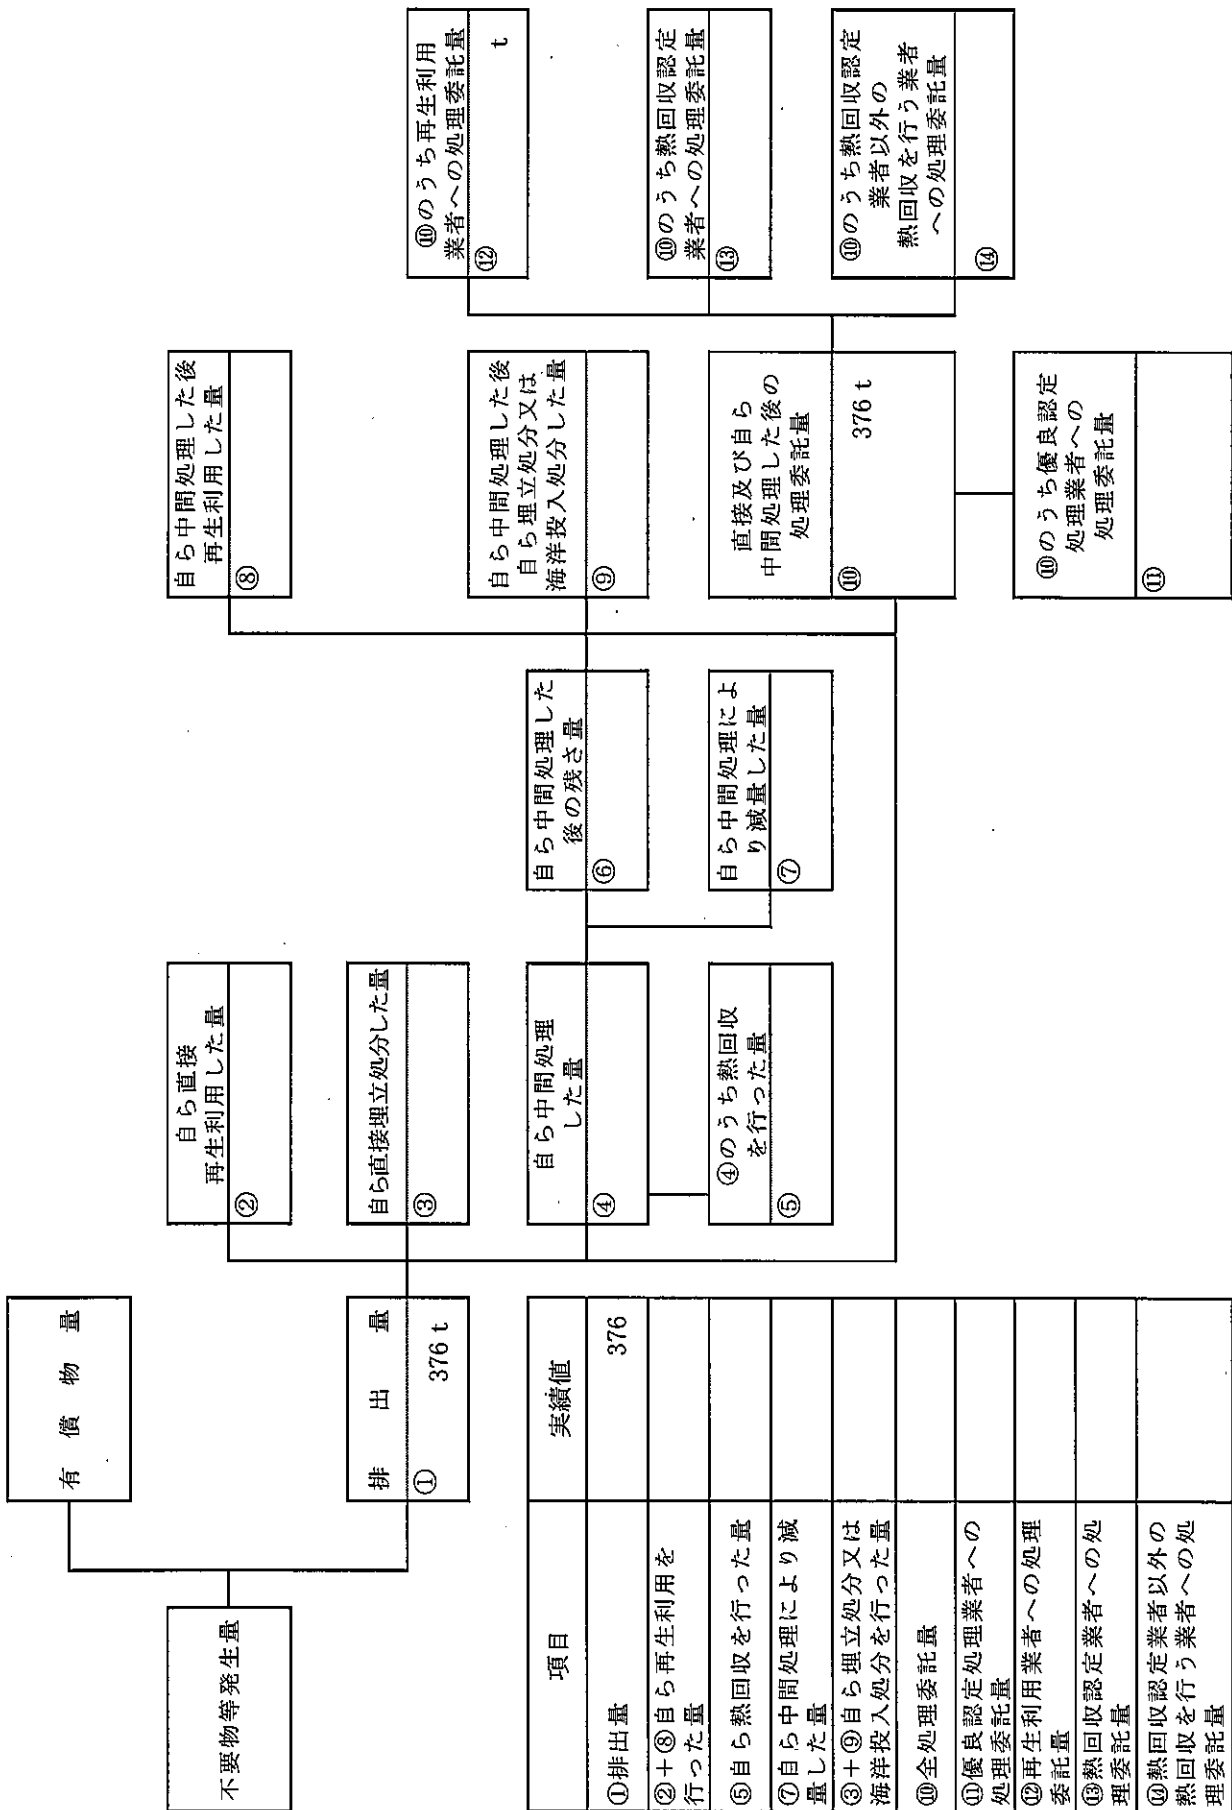 有償物量
不要物等発生量
排出量
①
376 t
自ら直接
再生利用した量
②
自ら直接埋立処分した量
③
自ら中間処理
した量
④
④のうち熱回収
を行った量
⑤
自ら中間処理した
後の残さ量
⑥
自ら中間処理によ
り減量した量
⑦
自ら中間処理した後
再生利用した量
⑧
自ら中間処理した後
自ら埋立処分又は
海洋投入処分した量
⑨
直接及び自ら
中間処理した後の
処理委託量
⑩
376 t
⑩のうち優良認定
処理業者への
処理委託量
⑪
⑩のうち再生利用
業者への処理委託量
⑫
t
⑩のうち熱回収認定
業者への処理委託量
⑬
⑩のうち熱回収認定
業者以外の
熱回収を行う業者
への処理委託量
⑭
項目
実績値
①排出量
376
②+⑧自ら再生利用を
行った量
⑤自ら熱回収を行った量
⑦自ら中間処理により減
量した量
③+⑨自ら埋立処分又は
海洋投入処分を行った量
⑩全処理委託量
⑪優良認定処理業者への
処理委託量
⑫再生利用業者への処理
委託量
⑬熱回収認定業者への処
理委託量
⑭熱回収認定業者以外の
熱回収を行う業者への処
理委託量